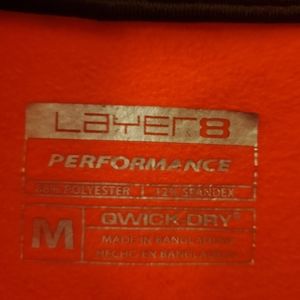 LAYER8
PERFORMANCE
88% POLYESTER 12% SPANDEX
M QWICK DRY®
MADE IN BANGLADESH
HECHO EN BANGLADESH